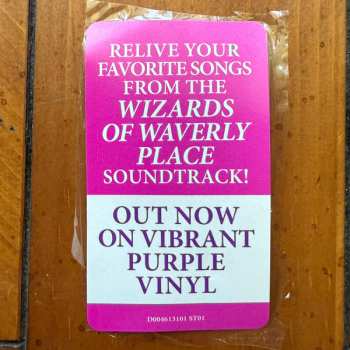 RELIVE YOUR
FAVORITE SONGS
FROM THE
WIZARDS
OF WAVERLY
PLACE
SOUNDTRACK!
OUT NOW
ON VIBRANT
PURPLE
VINYL
D004613101 ST01